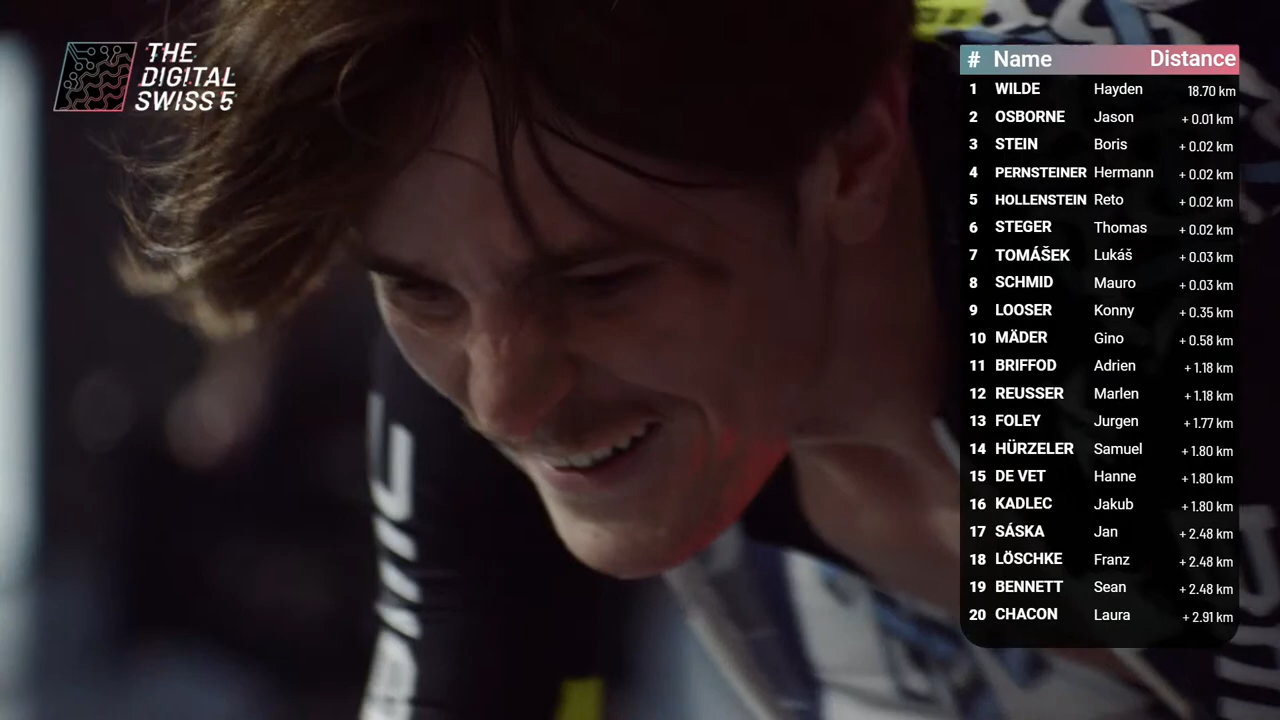 THE
DIGITAL
SWISS 5
# Name Distance
1 WILDE Hayden 18.70 km
2 OSBORNE Jason + 0.01 km
3 STEIN Boris + 0.02 km
4 PERNSTEINER Hermann + 0.02 km
5 HOLLENSTEIN Reto + 0.02 km
6 STEGER Thomas + 0.02 km
7 TOMÁŠEK Lukáš + 0.03 km
8 SCHMID Mauro + 0.03 km
9 LOOSER Konny + 0.35 km
10 MÄDER Gino + 0.58 km
11 BRIFFOD Adrien + 1.18 km
12 REUSSER Marlen + 1.18 km
13 FOLEY Jurgen + 1.77 km
14 HÜRZELER Samuel + 1.80 km
15 DE VET Hanne + 1.80 km
16 KADLEC Jakub + 1.80 km
17 SÁSKA Jan + 2.48 km
18 LÖSCHKE Franz + 2.48 km
19 BENNETT Sean + 2.48 km
20 CHACON Laura + 2.91 km